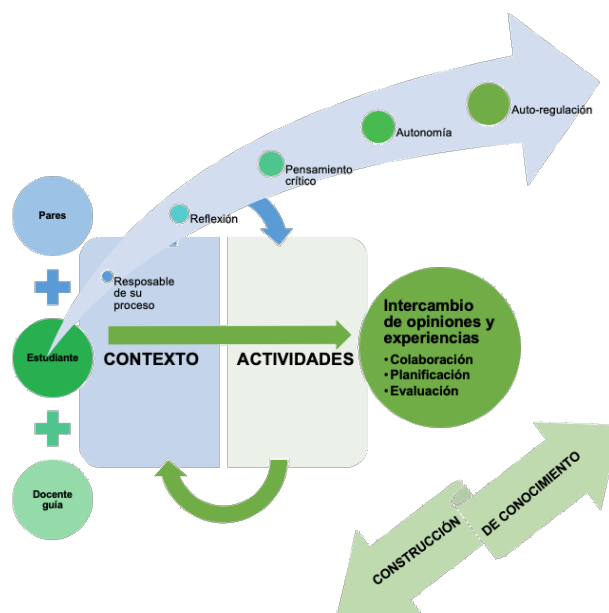 Auto-regulación
Autonomía
Pensamiento
crítico
Pares
Reflexión
Resposable
de su
proceso
Estudiante
CONTEXTO
ACTIVIDADES
Intercambio
de opiniones y
experiencias
• Colaboración
• Planificación
• Evaluación
Docente
guía
CONSTRUCCIÓN
DE CONOCIMIENTO